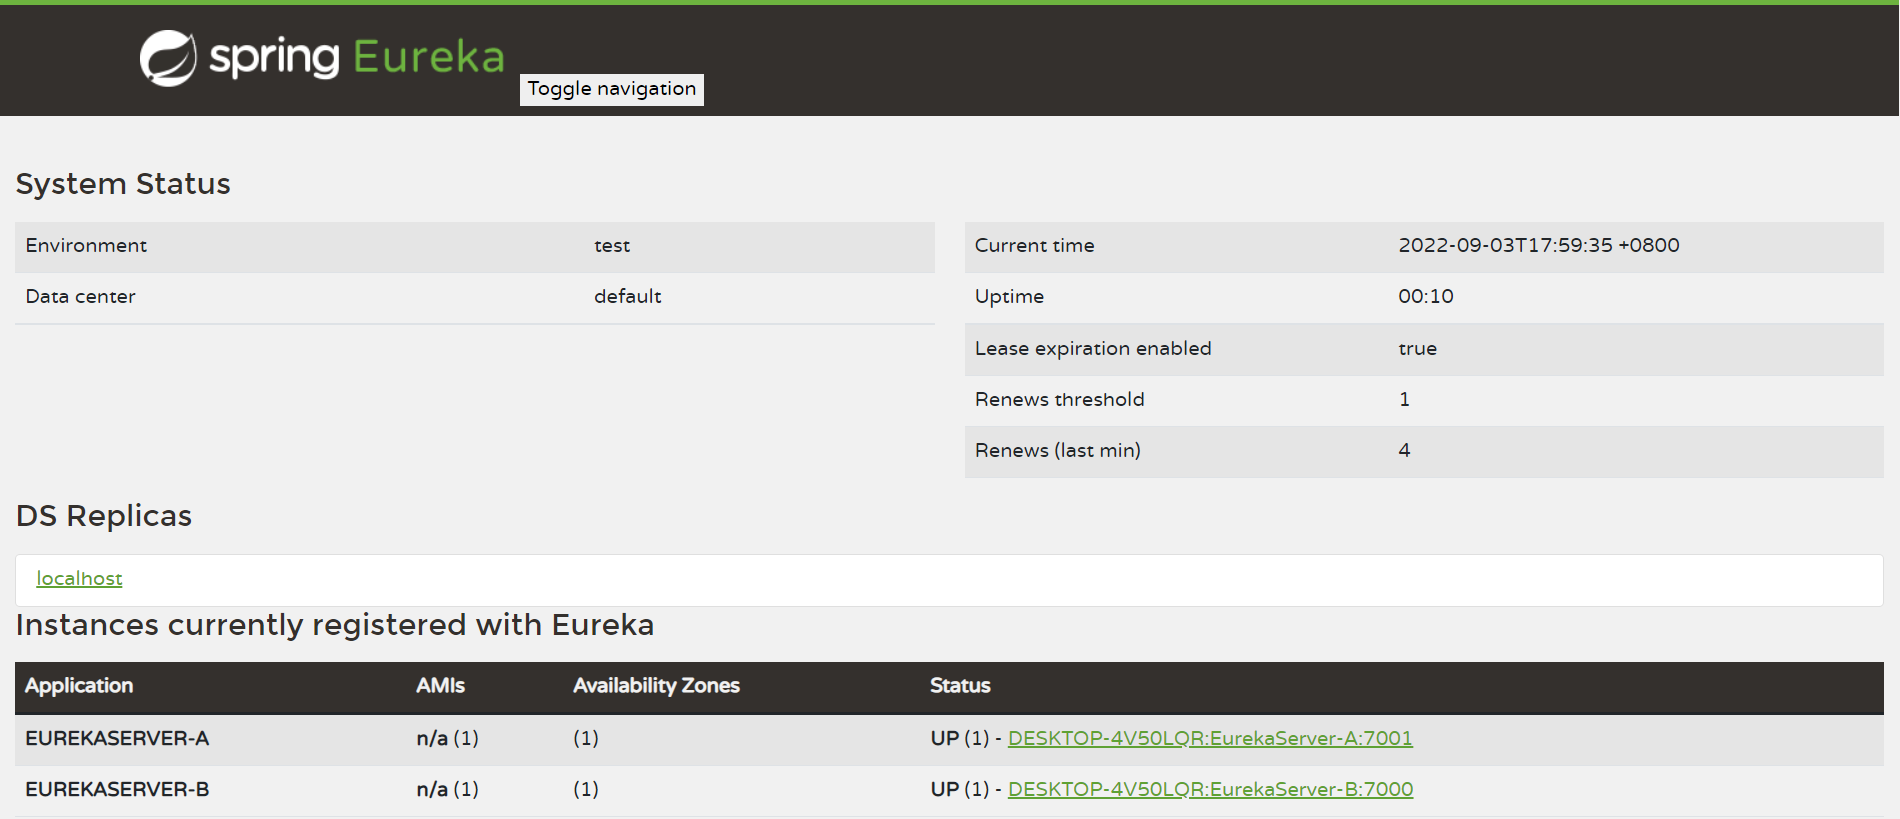 spring Eureka
Toggle navigation
System Status
Environment test
Data center default
Current time 2022-09-03T17:59:35 +0800
Uptime 00:10
Lease expiration enabled true
Renews threshold 1
Renews (last min) 4
DS Replicas
localhost
Instances currently registered with Eureka
Application AMIs Availability Zones Status
EUREKASERVER-A n/a (1) (1) UP (1) - DESKTOP-4V50LQR:EurekaServer-A:7001
EUREKASERVER-B n/a (1) (1) UP (1) - DESKTOP-4V50LQR:EurekaServer-B:7000